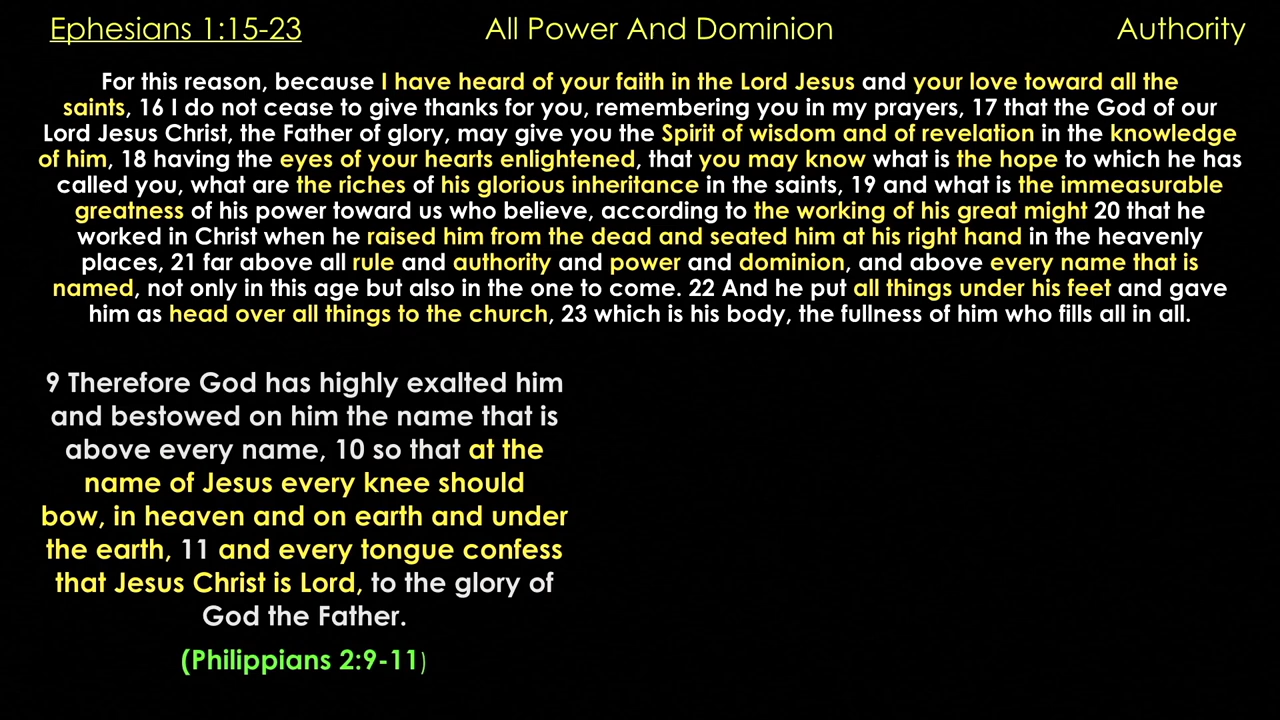 Ephesians 1:15-23 All Power And Dominion Authority
For this reason, because I have heard of your faith in the Lord Jesus and your love toward all the
saints, 16 I do not cease to give thanks for you, remembering you in my prayers, 17 that the God of our
Lord Jesus Christ, the Father of glory, may give you the Spirit of wisdom and of revelation in the knowledge
of him, 18 having the eyes of your hearts enlightened, that you may know what is the hope to which he has
called you, what are the riches of his glorious inheritance in the saints, 19 and what is the immeasurable
greatness of his power toward us who believe, according to the working of his great might 20 that he
worked in Christ when he raised him from the dead and seated him at his right hand in the heavenly
places, 21 far above all rule and authority and power and dominion, and above every name that is
named, not only in this age but also in the one to come. 22 And he put all things under his feet and gave
him as head over all things to the church, 23 which is his body, the fullness of him who fills all in all.
9 Therefore God has highly exalted him
and bestowed on him the name that is
above every name, 10 so that at the
name of Jesus every knee should
bow, in heaven and on earth and under
the earth, 11 and every tongue confess
that Jesus Christ is Lord, to the glory of
God the Father.
(Philippians 2:9-11)